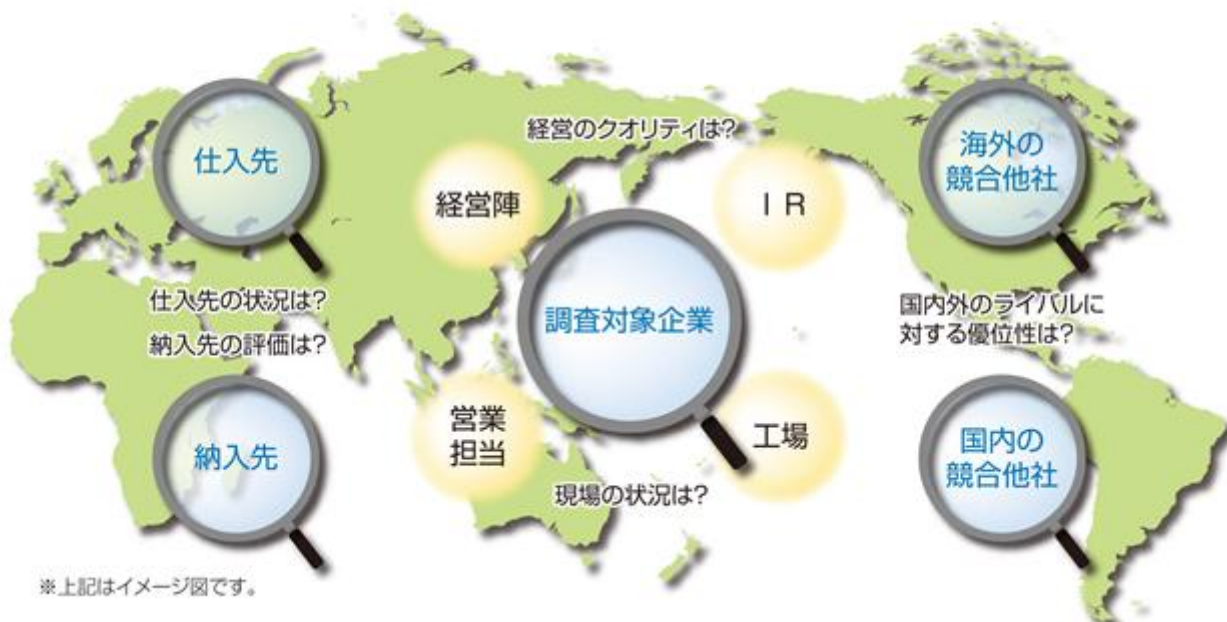 経営のクオリティは?
仕入先
経営陣
I R
海外の
競合他社
調査対象企業
仕入先の状況は?
納入先の評価は?
国内外のライバルに
対する優位性は?
納入先
営業
担当
工場
国内の
競合他社
現場の状況は?
※上記はイメージ図です。